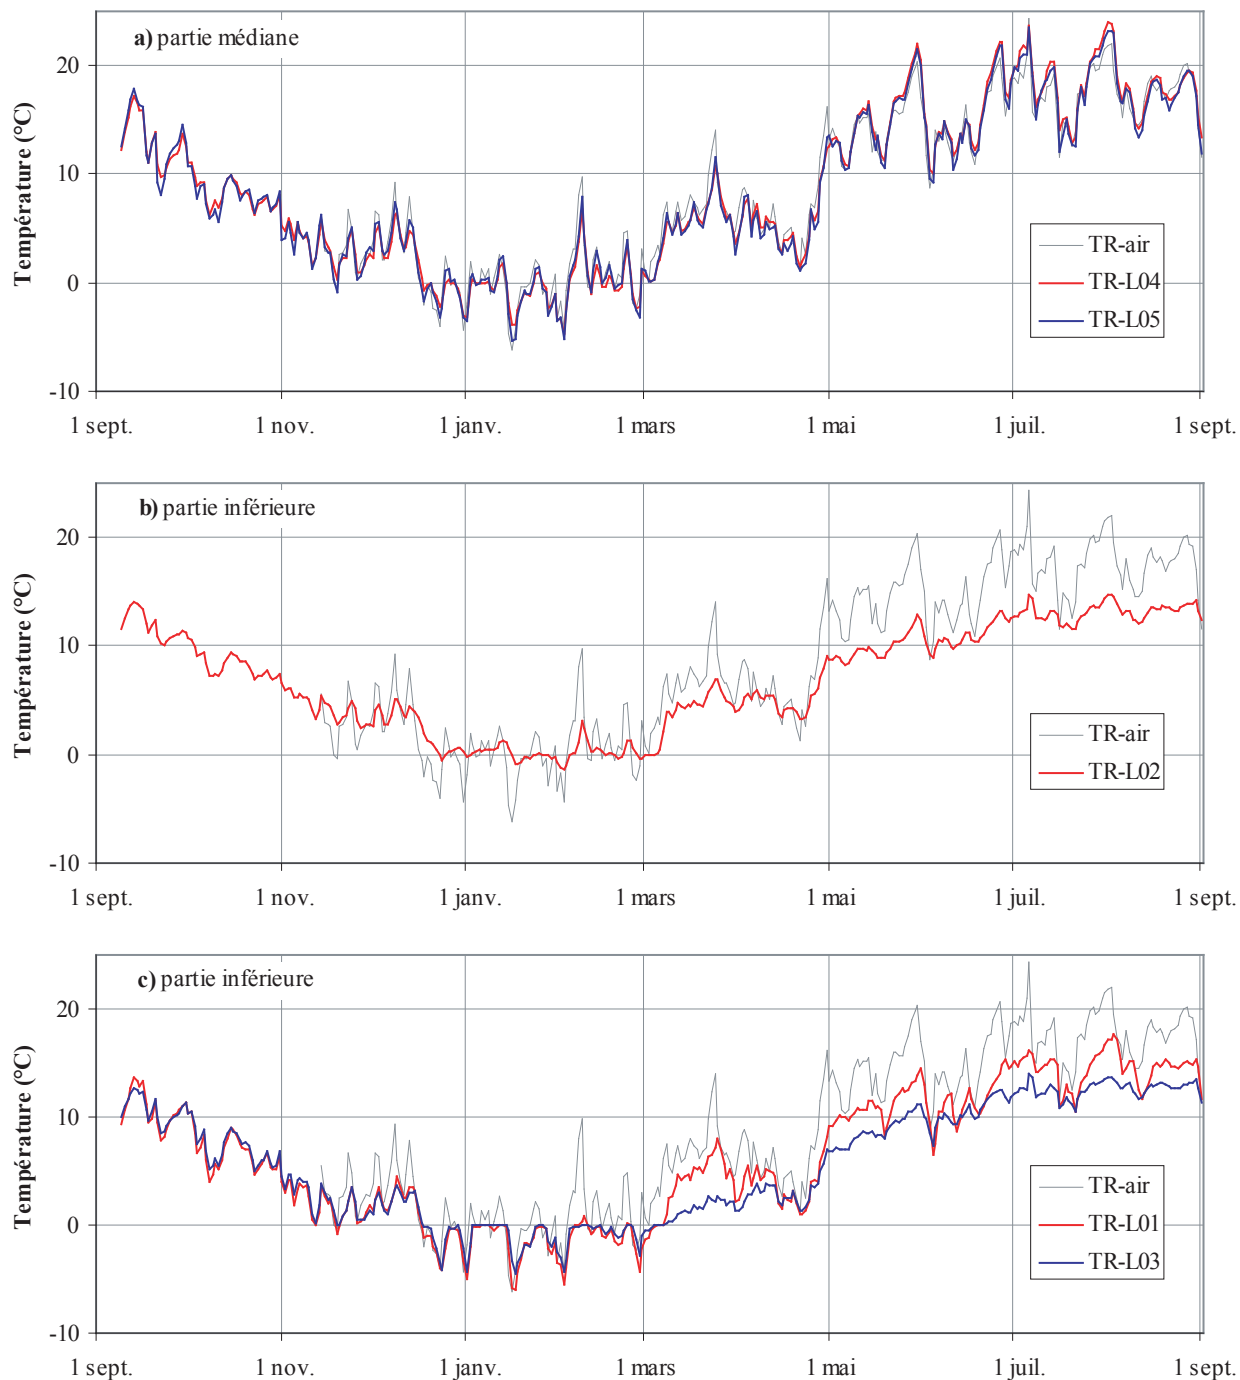 a) partie médiane
Température (°C)
20
10
0
-10
1 sept.
1 nov.
1 janv.
1 mars
1 mai
1 juil.
1 sept.
TR-air
TR-L04
TR-L05
b) partie inférieure
Température (°C)
20
10
0
-10
1 sept.
1 nov.
1 janv.
1 mars
1 mai
1 juil.
1 sept.
TR-air
TR-L02
c) partie inférieure
Température (°C)
20
10
0
-10
1 sept.
1 nov.
1 janv.
1 mars
1 mai
1 juil.
1 sept.
TR-air
TR-L01
TR-L03